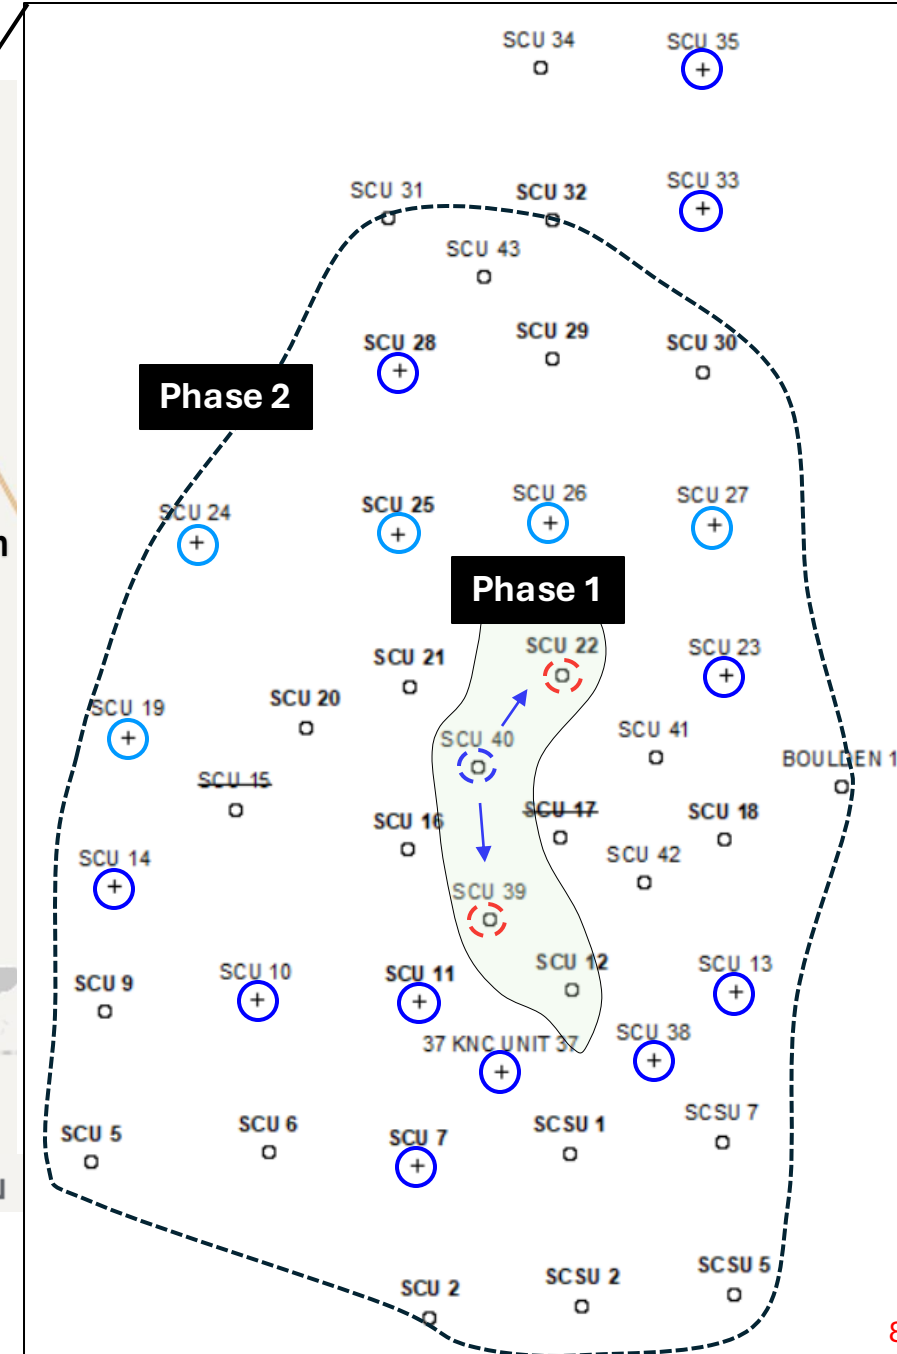 SCU 34
SCU 35
SCU 31
SCU 32
SCU 33
SCU 43
SCU 28
SCU 29
SCU 30
Phase 2
SCU 24
SCU 25
SCU 26
SCU 27
Phase 1
SCU 22
SCU 21
SCU 23
SCU 20
SCU 19
SCU 40
SCU 41
BOULDEN 1
SCU 15
SCU 16
SCU 17
SCU 18
SCU 14
SCU 42
SCU 39
SCU 9
SCU 10
SCU 11
SCU 12
SCU 13
37 KNC UNIT 37
SCU 38
SCU 5
SCU 6
SCU 7
SCSU 1
SCSU 7
SCU 2
SCSU 2
SCSU 5